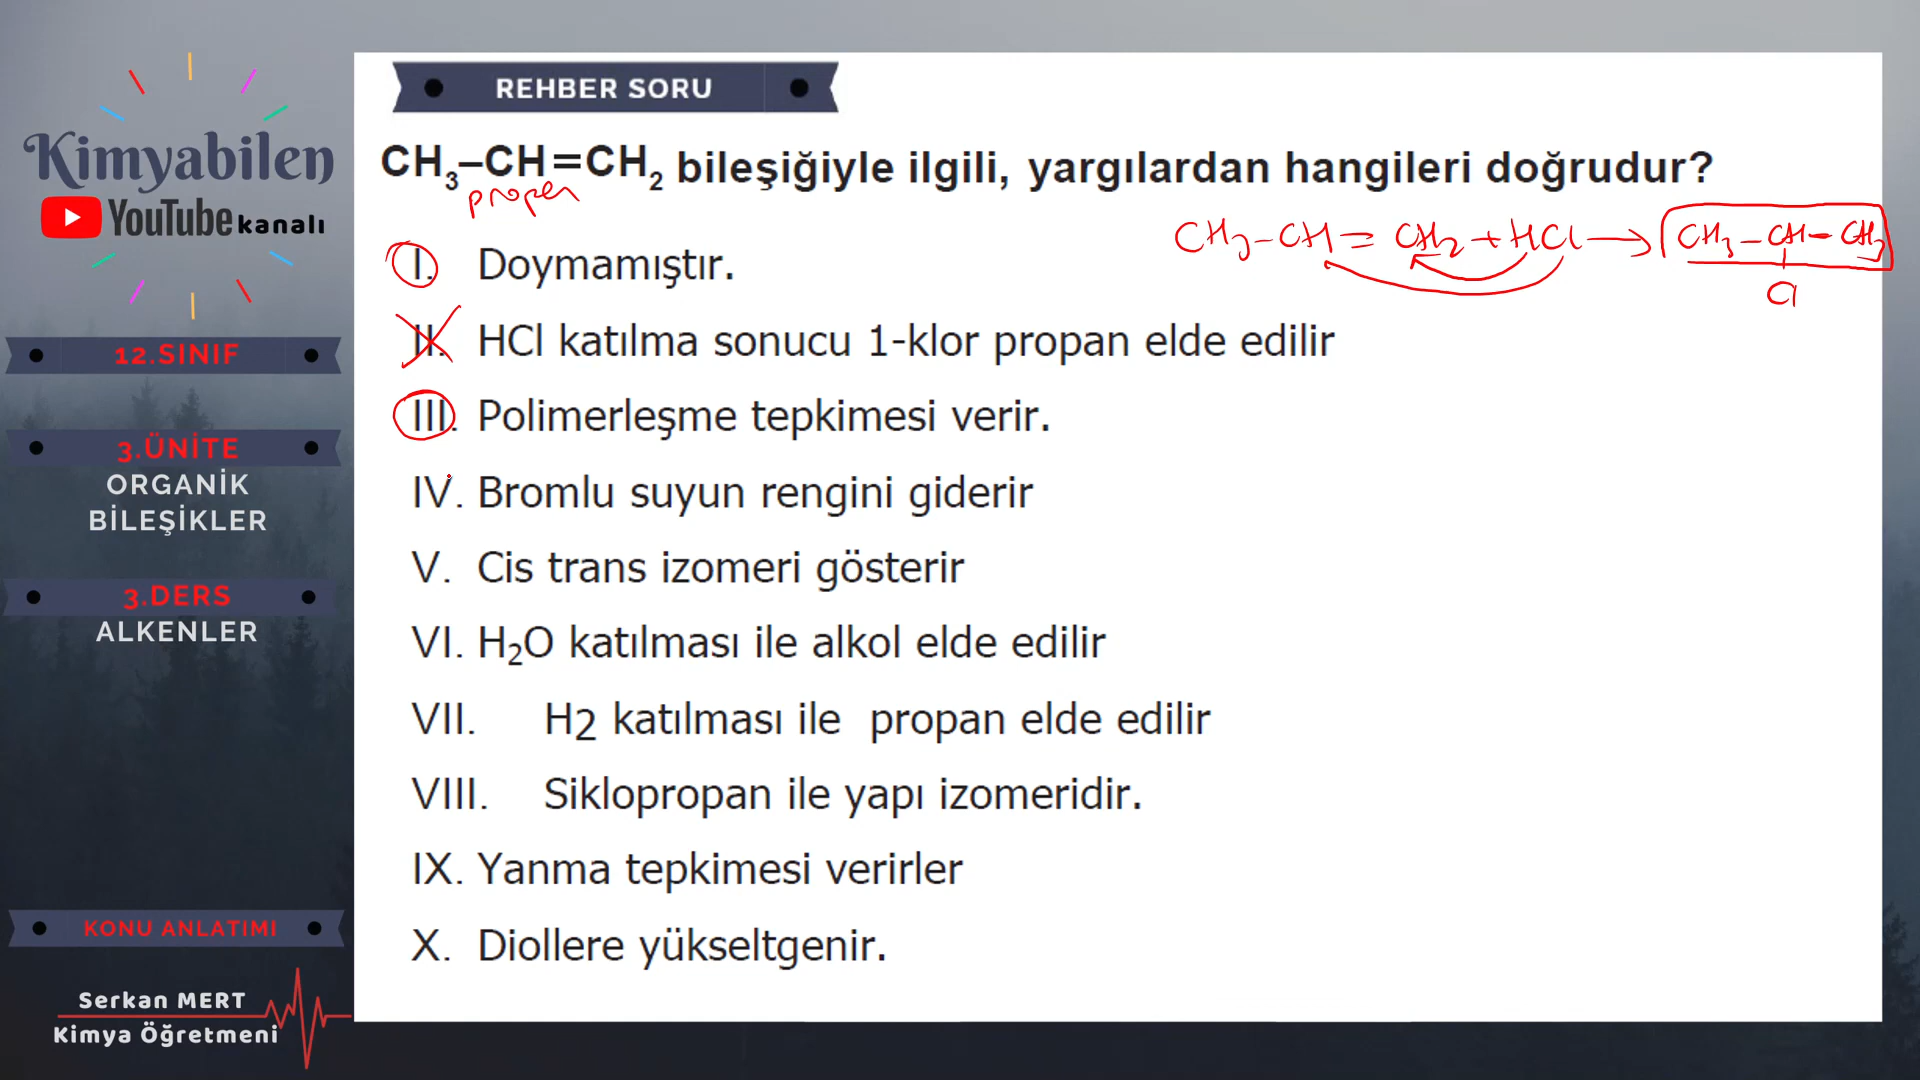 Kimyabilen
YouTube kanalı
12.SINIF
3.ÜNİTE
ORGANİK
BİLEŞİKLER
3.DERS
ALKENLER
KONU ANLATIMI
Serkan MERT
Kimya Öğretmeni
REHBER SORU
CH₃–CH=CH₂ bileşiğiyle ilgili, yargılardan hangileri doğrudur?
propen
CH₃–CH=CH₂+HCl→CH₃–CH–CH₃
Cl
I. Doymamıştır.
II. HCl katılma sonucu 1-klor propan elde edilir
III. Polimerleşme tepkimesi verir.
IV. Bromlu suyun rengini giderir
V. Cis trans izomeri gösterir
VI. H₂O katılması ile alkol elde edilir
VII. H2 katılması ile propan elde edilir
VIII. Siklopropan ile yapı izomeridir.
IX. Yanma tepkimesi verirler
X. Diollere yükseltgenir.